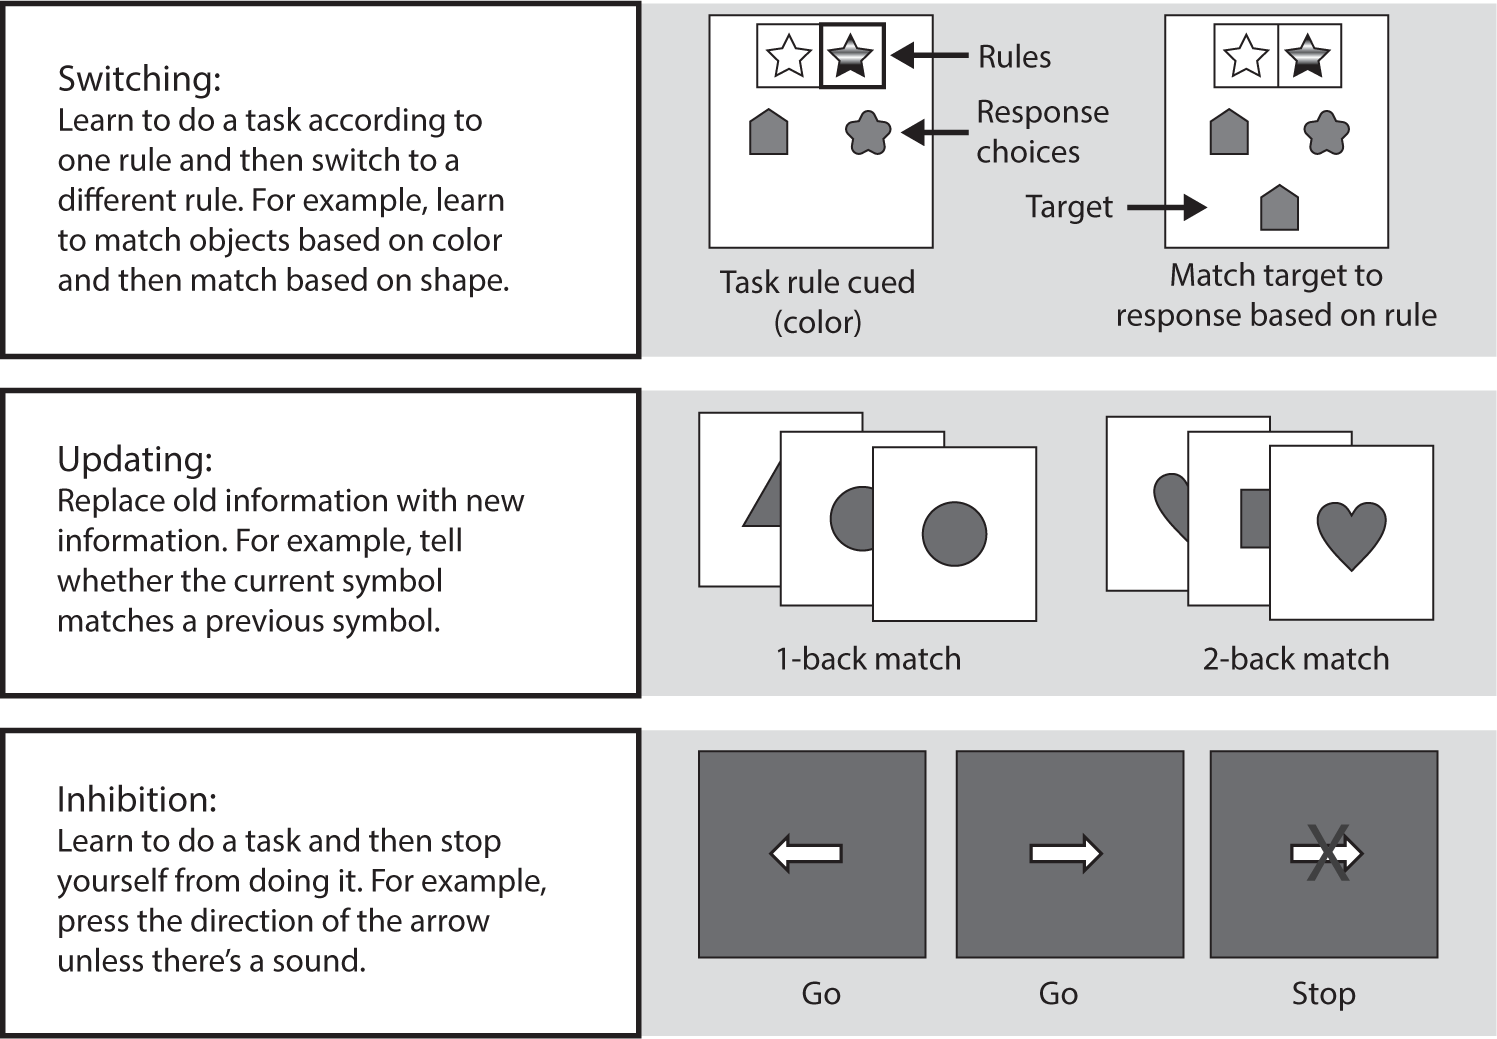 Switching:
Learn to do a task according to
one rule and then switch to a
different rule. For example, learn
to match objects based on color
and then match based on shape.
Rules
Response
choices
Target
Task rule cued
(color)
Match target to
response based on rule
Updating:
Replace old information with new
information. For example, tell
whether the current symbol
matches a previous symbol.
1-back match
2-back match
Inhibition:
Learn to do a task and then stop
yourself from doing it. For example,
press the direction of the arrow
unless there’s a sound.
X
Go
Go
Stop